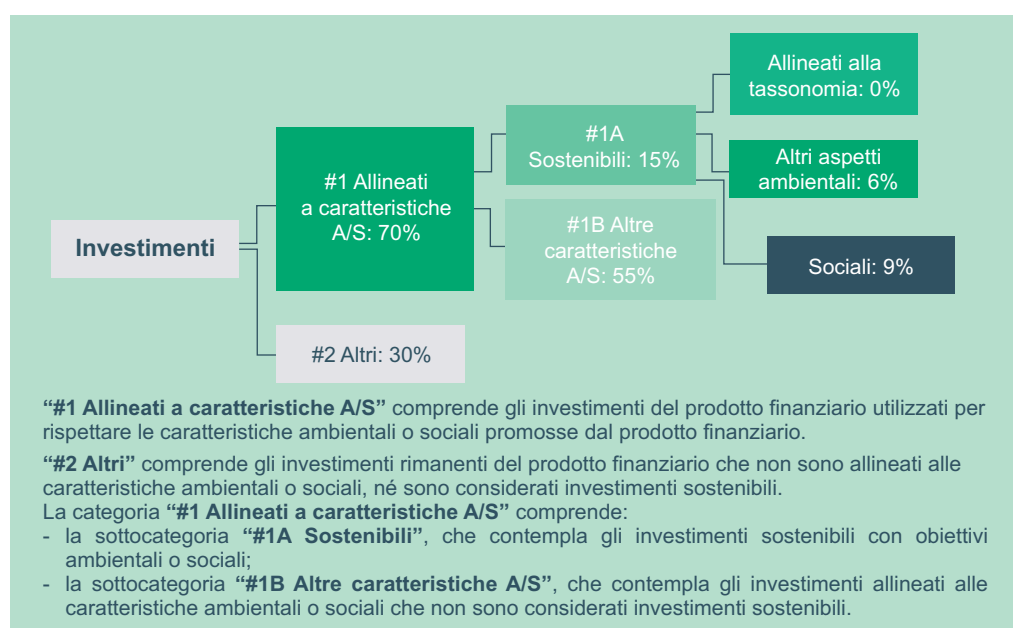 Allineati alla
tassonomia: 0%
#1A
Sostenibili: 15%
Altri aspetti
ambientali: 6%
#1 Allineati
a caratteristiche
A/S: 70%
#1B Altre
caratteristiche
A/S: 55%
Investimenti
Sociali: 9%
#2 Altri: 30%
“#1 Allineati a caratteristiche A/S” comprende gli investimenti del prodotto finanziario utilizzati per
rispettare le caratteristiche ambientali o sociali promosse dal prodotto finanziario.
“#2 Altri” comprende gli investimenti rimanenti del prodotto finanziario che non sono allineati alle
caratteristiche ambientali o sociali, né sono considerati investimenti sostenibili.
La categoria “#1 Allineati a caratteristiche A/S” comprende:
- la sottocategoria “#1A Sostenibili”, che contempla gli investimenti sostenibili con obiettivi
ambientali o sociali;
- la sottocategoria “#1B Altre caratteristiche A/S”, che contempla gli investimenti allineati alle
caratteristiche ambientali o sociali che non sono considerati investimenti sostenibili.